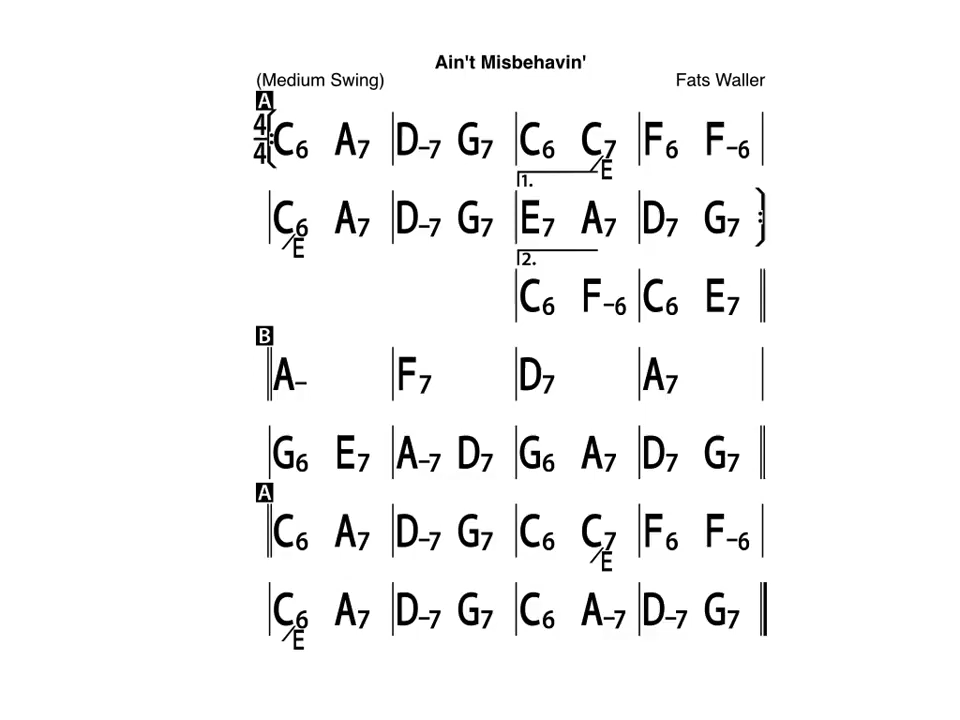 Ain't Misbehavin'
(Medium Swing) Fats Waller
A
4/4 C6 A7 D–7 G7 C6 C7/E F6 F–6
1.
C6/E A7 D–7 G7 E7 A7 D7 G7
2.
C6 F–6 C6 E7
B
A– F7 D7 A7
G6 E7 A–7 D7 G6 A7 D7 G7
A
C6 A7 D–7 G7 C6 C7/E F6 F–6
C6/E A7 D–7 G7 C6 A–7 D–7 G7